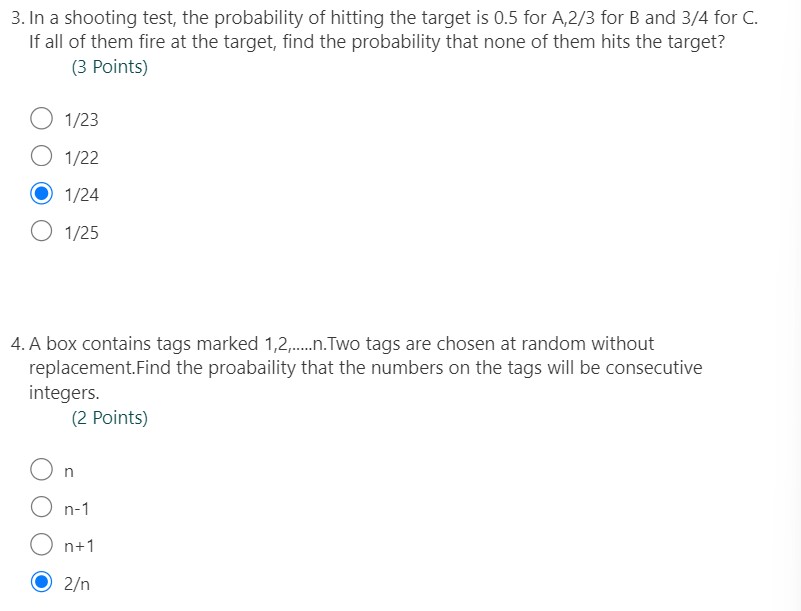 3. In a shooting test, the probability of hitting the target is 0.5 for A,2/3 for B and 3/4 for C.
If all of them fire at the target, find the probability that none of them hits the target?
(3 Points)
1/23
1/22
1/24
1/25
4. A box contains tags marked 1,2,.....n.Two tags are chosen at random without
replacement.Find the proabaility that the numbers on the tags will be consecutive
integers.
(2 Points)
n
n-1
n+1
2/n